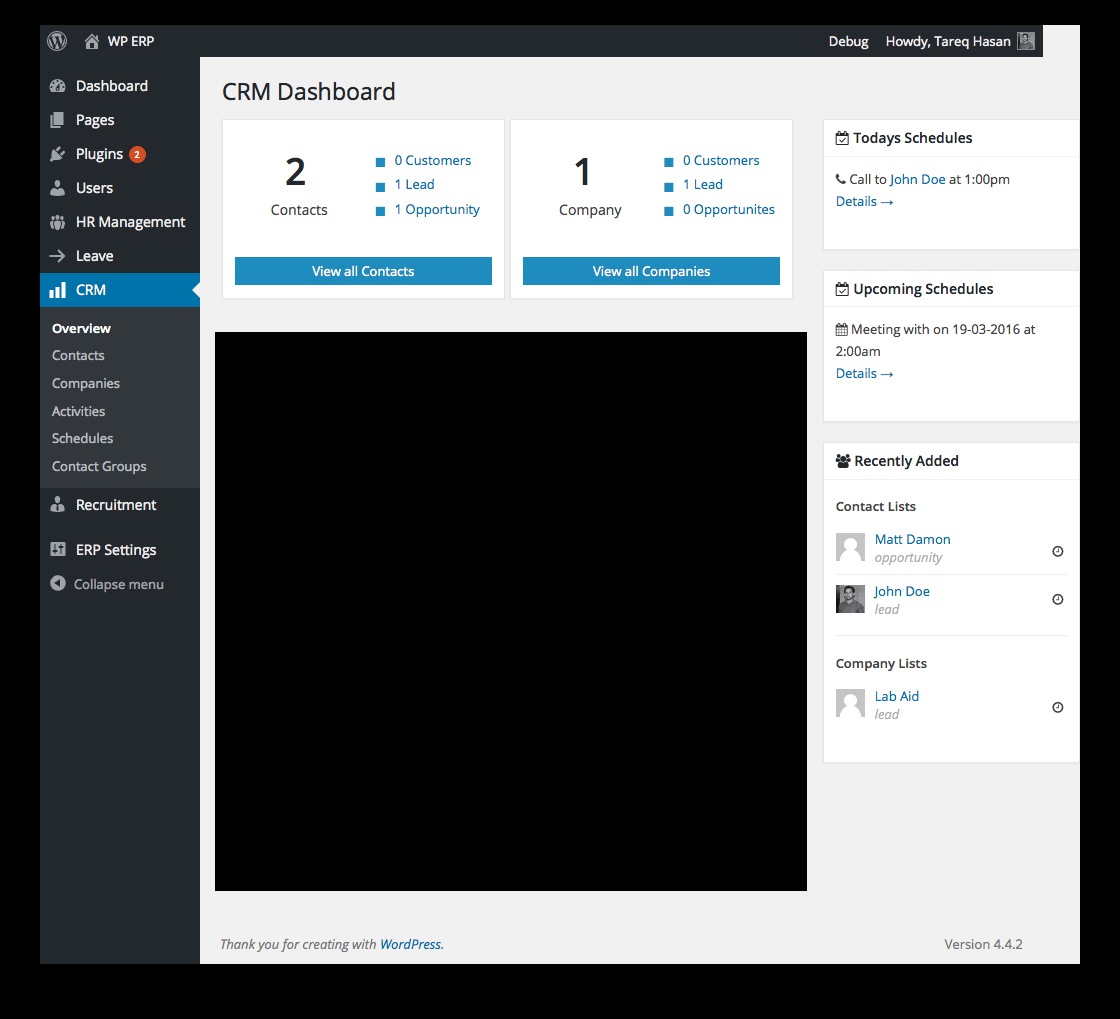 WP ERP
Debug
Howdy, Tareq Hasan
Dashboard
Pages
Plugins 2
Users
HR Management
Leave
CRM
Overview
Contacts
Companies
Activities
Schedules
Contact Groups
Recruitment
ERP Settings
Collapse menu
CRM Dashboard
2
Contacts
0 Customers
1 Lead
1 Opportunity
View all Contacts
1
Company
0 Customers
1 Lead
0 Opportunites
View all Companies
Todays Schedules
Call to John Doe at 1:00pm
Details →
Upcoming Schedules
Meeting with on 19-03-2016 at
2:00am
Details →
Recently Added
Contact Lists
Matt Damon
opportunity
John Doe
lead
Company Lists
Lab Aid
lead
Thank you for creating with WordPress.
Version 4.4.2